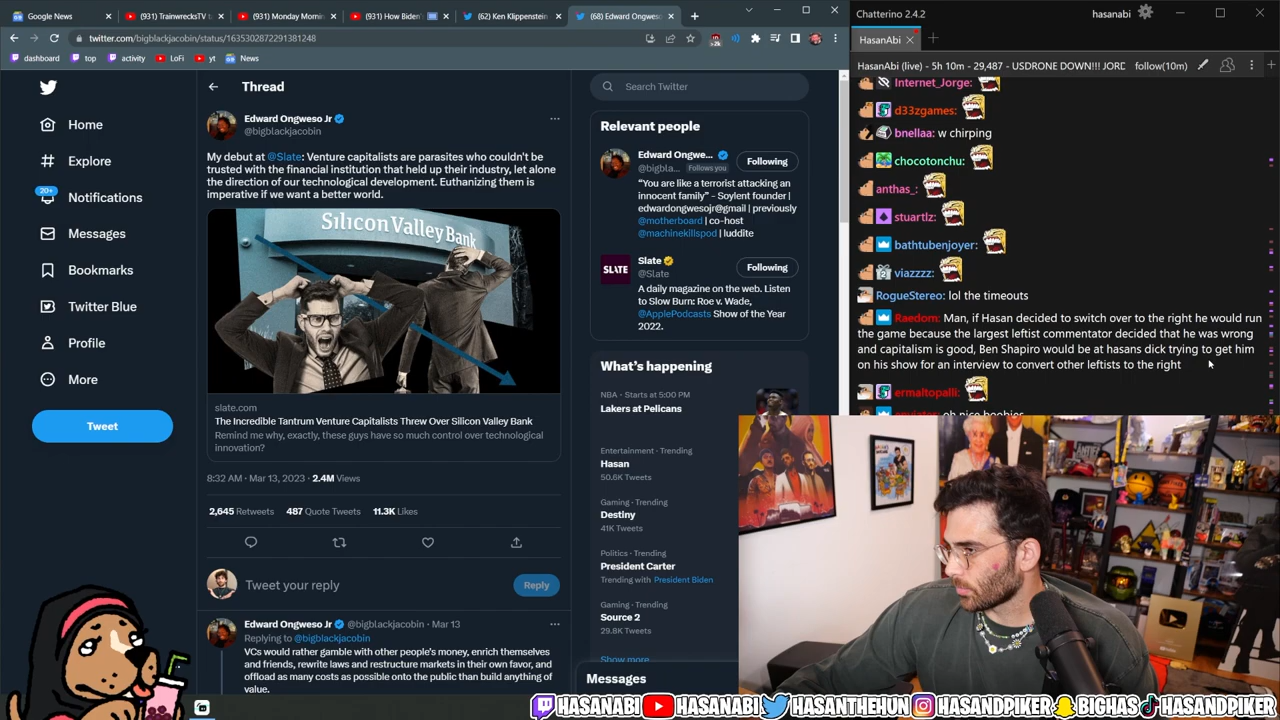 Google News
(931) TrainwrecksTV t
(931) Monday Morni
(931) How Biden'
(62) Ken Klippenstein
(68) Edward Ongweso
twitter.com/bigblackjacobin/status/1635302872291381248
dashboard
top
activity
LoFi
yt
News
Home
Explore
20+
Notifications
Messages
Bookmarks
Twitter Blue
Profile
More
Tweet
Thread
Edward Ongweso Jr
@bigblackjacobin
My debut at @Slate: Venture capitalists are parasites who couldn't be
trusted with the financial institution that held up their industry, let alone
the direction of our technological development. Euthanizing them is
imperative if we want a better world.
Silicon Valley Bank
slate.com
The Incredible Tantrum Venture Capitalists Threw Over Silicon Valley Bank
Remind me why, exactly, these guys have so much control over technological
innovation?
8:32 AM · Mar 13, 2023 · 2.4M Views
2,645 Retweets 487 Quote Tweets 11.3K Likes
Tweet your reply
Reply
Edward Ongweso Jr @bigblackjacobin · Mar 13
Replying to @bigblackjacobin
VCs would rather gamble with other people's money, enrich themselves
and friends, rewrite laws and restructure markets in their own favor, and
offload as many costs as possible onto the public than build anything of
value.
Search Twitter
Relevant people
Edward Ongwe...
@bigbla... Follows you
Following
"You are like a terrorist attacking an
innocent family" - Soylent founder |
edwardongwesojr@gmail | previously
@motherboard | co-host
@machinekillspod | luddite
Slate
@Slate
Following
SLATE
A daily magazine on the web. Listen
to Slow Burn: Roe v. Wade,
@ApplePodcasts Show of the Year
2022.
What's happening
NBA · Starts at 5:00 PM
Lakers at Pelicans
Entertainment · Trending
Hasan
50.6K Tweets
Gaming · Trending
Destiny
41K Tweets
Politics · Trending
President Carter
Trending with President Biden
Gaming · Trending
Source 2
29.8K Tweets
Show more
Messages
Chatterino 2.4.2
hasanabi
HasanAbi
HasanAbi (live) - 5h 10m - 29,487 - USDRONE DOWN!!! JORD
follow(10m)
Internet_Jorge:
d33zgames:
bnellaa: w chirping
chocotonchu:
anthas_:
stuartlz:
bathtubenjoyer:
viazzzz:
RogueStereo: lol the timeouts
Raedom: Man, if Hasan decided to switch over to the right he would run
the game because the largest leftist commentator decided that he was wrong
and capitalism is good, Ben Shapiro would be at hasans dick trying to get him
on his show for an interview to convert other leftists to the right
ermaltopalli:
HASANABI
HASANABI
HASANTHEHUN
HASANDPIKER
BIGHAS
HASANDPIKER